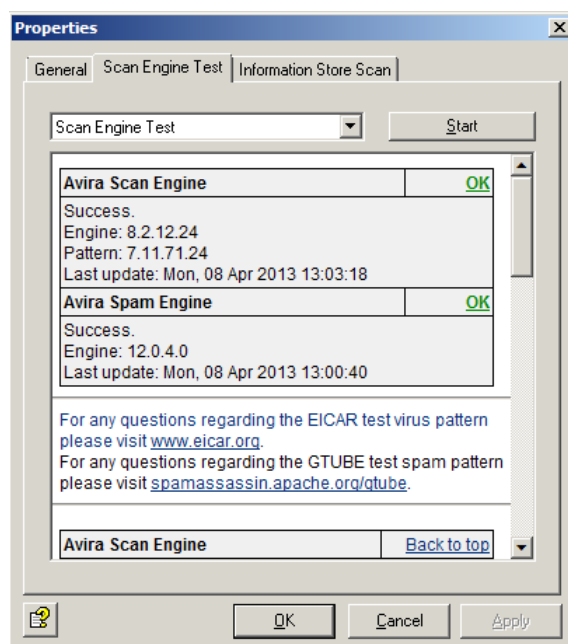 Properties
General Scan Engine Test Information Store Scan
Scan Engine Test Start
Avira Scan Engine OK
Success.
Engine: 8.2.12.24
Pattern: 7.11.71.24
Last update: Mon, 08 Apr 2013 13:03:18
Avira Spam Engine OK
Success.
Engine: 12.0.4.0
Last update: Mon, 08 Apr 2013 13:00:40
For any questions regarding the EICAR test virus pattern
please visit www.eicar.org.
For any questions regarding the GTUBE test spam pattern
please visit spamassassin.apache.org/gtube.
Avira Scan Engine Back to top
OK Cancel Apply